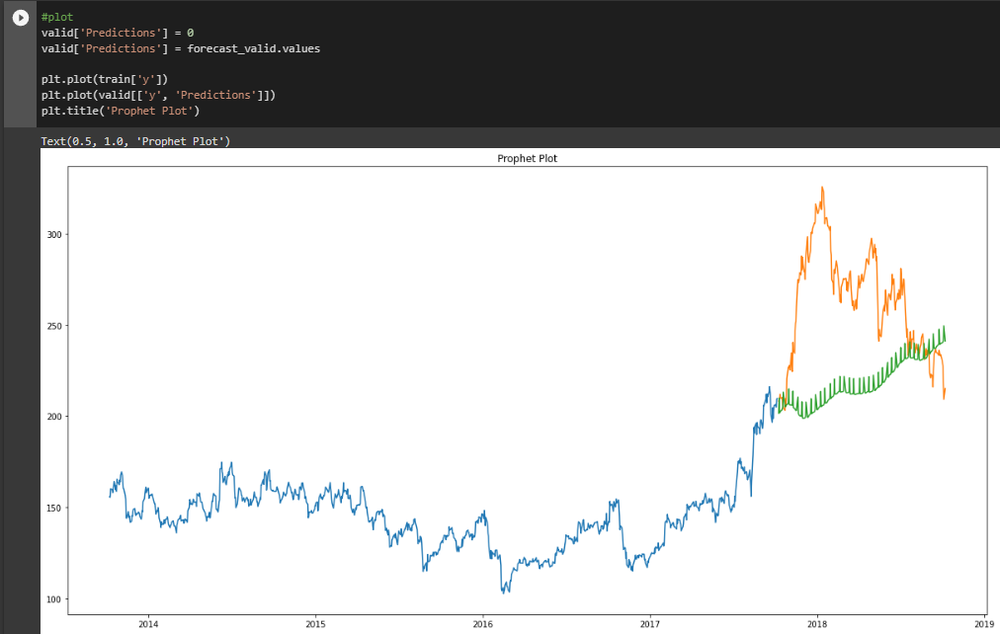 #plot
valid['Predictions'] = 0
valid['Predictions'] = forecast_valid.values
plt.plot(train['y'])
plt.plot(valid[['y', 'Predictions']])
plt.title('Prophet Plot')
Text(0.5, 1.0, 'Prophet Plot')
Prophet Plot
300
250
200
150
100
2014 2015 2016 2017 2018 2019